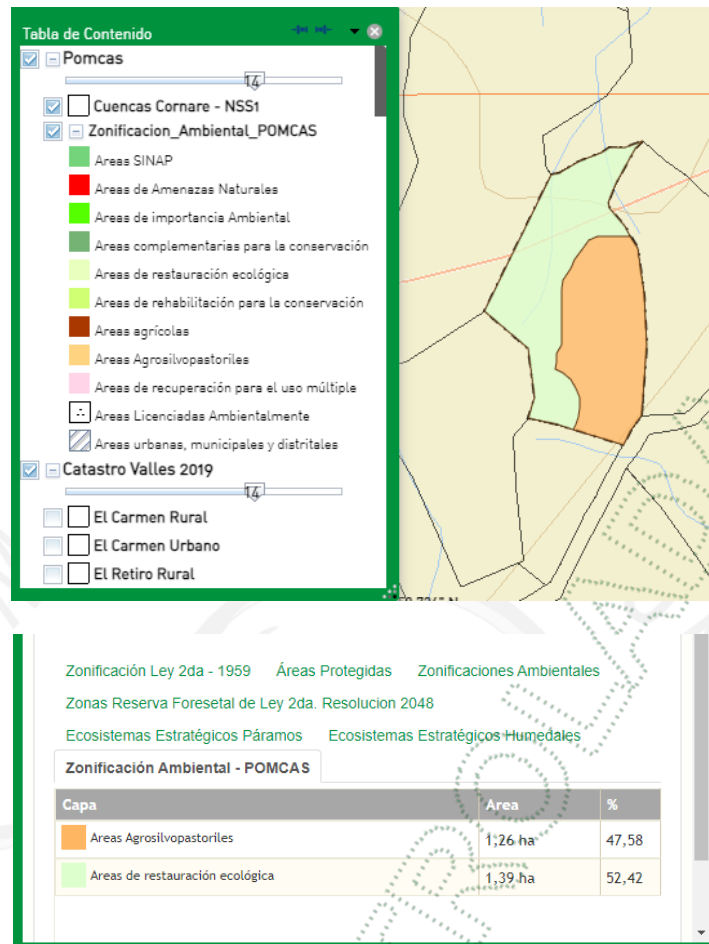 Tabla de Contenido
Pomcas
14
Cuencas Cornare - NSS1
Zonificacion_Ambiental_POMCAS
Areas SINAP
Areas de Amenazas Naturales
Areas de importancia Ambiental
Areas complementarias para la conservación
Areas de restauración ecológica
Areas de rehabilitación para la conservación
Areas agrícolas
Areas Agrosilvopastoriles
Areas de recuperación para el uso múltiple
Areas Licenciadas Ambientalmente
Areas urbanas, municipales y distritales
Catastro Valles 2019
14
El Carmen Rural
El Carmen Urbano
El Retiro Rural
Zonificación Ley 2da - 1959 Áreas Protegidas Zonificaciones Ambientales
Zonas Reserva Foresetal de Ley 2da. Resolucion 2048
Ecosistemas Estratégicos Páramos Ecosistemas Estratégicos Humedales
Zonificación Ambiental - POMCAS
Capa Area %
Areas Agrosilvopastoriles 1,26 ha 47,58
Areas de restauración ecológica 1,39 ha 52,42